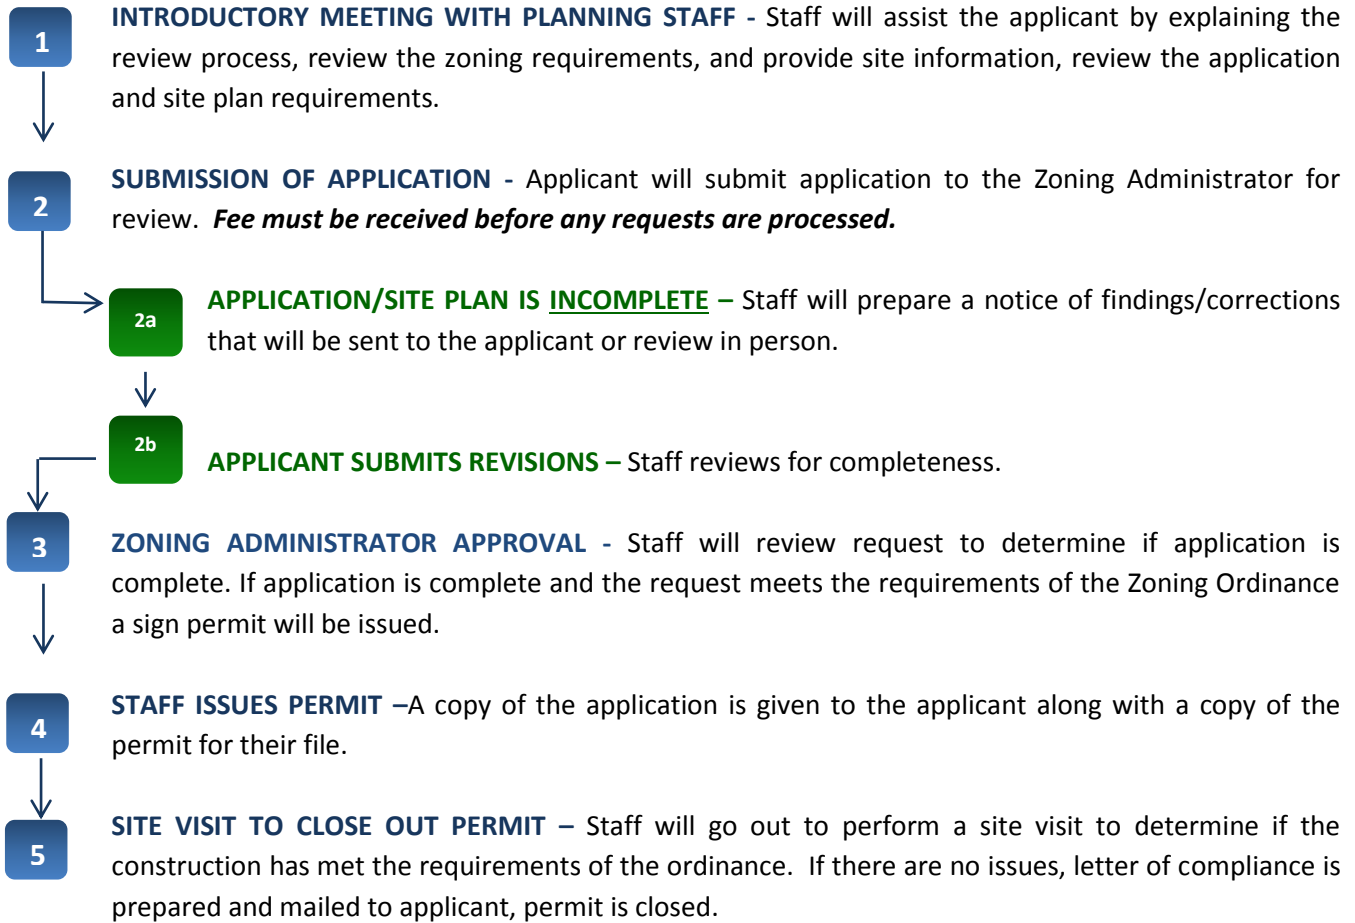 1
INTRODUCTORY MEETING WITH PLANNING STAFF - Staff will assist the applicant by explaining the
review process, review the zoning requirements, and provide site information, review the application
and site plan requirements.
2
SUBMISSION OF APPLICATION - Applicant will submit application to the Zoning Administrator for
review. Fee must be received before any requests are processed.
2a
APPLICATION/SITE PLAN IS INCOMPLETE – Staff will prepare a notice of findings/corrections
that will be sent to the applicant or review in person.
2b
APPLICANT SUBMITS REVISIONS – Staff reviews for completeness.
3
ZONING ADMINISTRATOR APPROVAL - Staff will review request to determine if application is
complete. If application is complete and the request meets the requirements of the Zoning Ordinance
a sign permit will be issued.
4
STAFF ISSUES PERMIT –A copy of the application is given to the applicant along with a copy of the
permit for their file.
5
SITE VISIT TO CLOSE OUT PERMIT – Staff will go out to perform a site visit to determine if the
construction has met the requirements of the ordinance. If there are no issues, letter of compliance is
prepared and mailed to applicant, permit is closed.